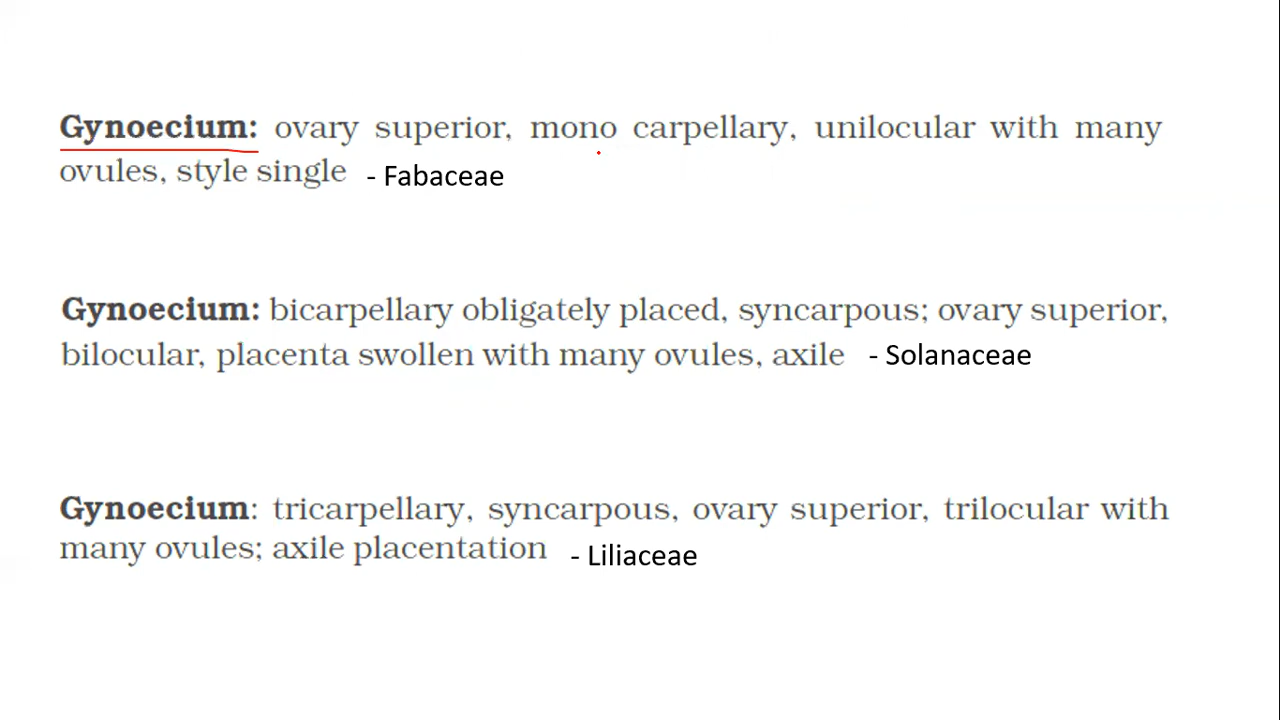 Gynoecium: ovary superior, mono carpellary, unilocular with many
ovules, style single - Fabaceae
Gynoecium: bicarpellary obligately placed, syncarpous; ovary superior,
bilocular, placenta swollen with many ovules, axile - Solanaceae
Gynoecium: tricarpellary, syncarpous, ovary superior, trilocular with
many ovules; axile placentation - Liliaceae